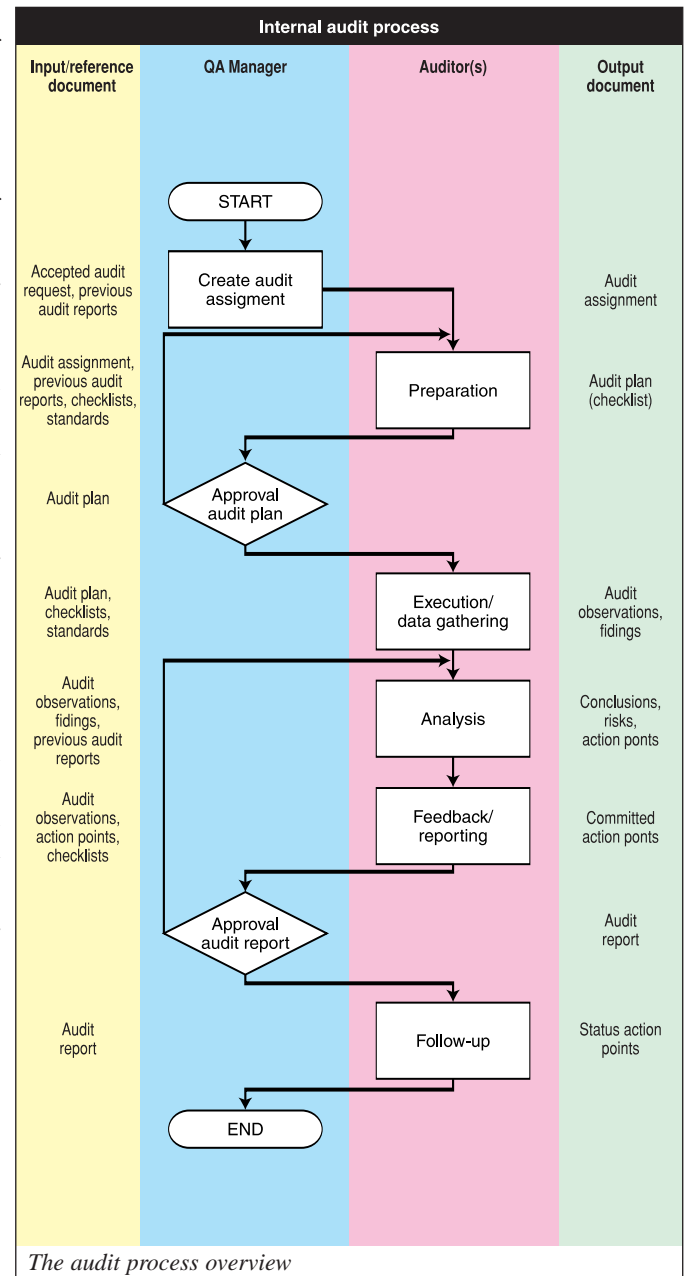 Internal audit process
Input/reference
document
QA Manager
Auditor(s)
Output
document
START
Accepted audit
request, previous
audit reports
Create audit
assigment
Audit
assignment
Audit assignment,
previous audit
reports, checklists,
standards
Preparation
Audit plan
(checklist)
Audit plan
Approval
audit plan
Audit plan,
checklists,
standards
Execution/
data gathering
Audit
observations,
fidings
Audit
observations,
fidings,
previous audit
reports
Analysis
Conclusions,
risks,
action ponts
Audit
observations,
action points,
checklists
Feedback/
reporting
Committed
action ponts
Approval
audit report
Audit
report
Audit
report
Follow-up
Status action
points
END
The audit process overview